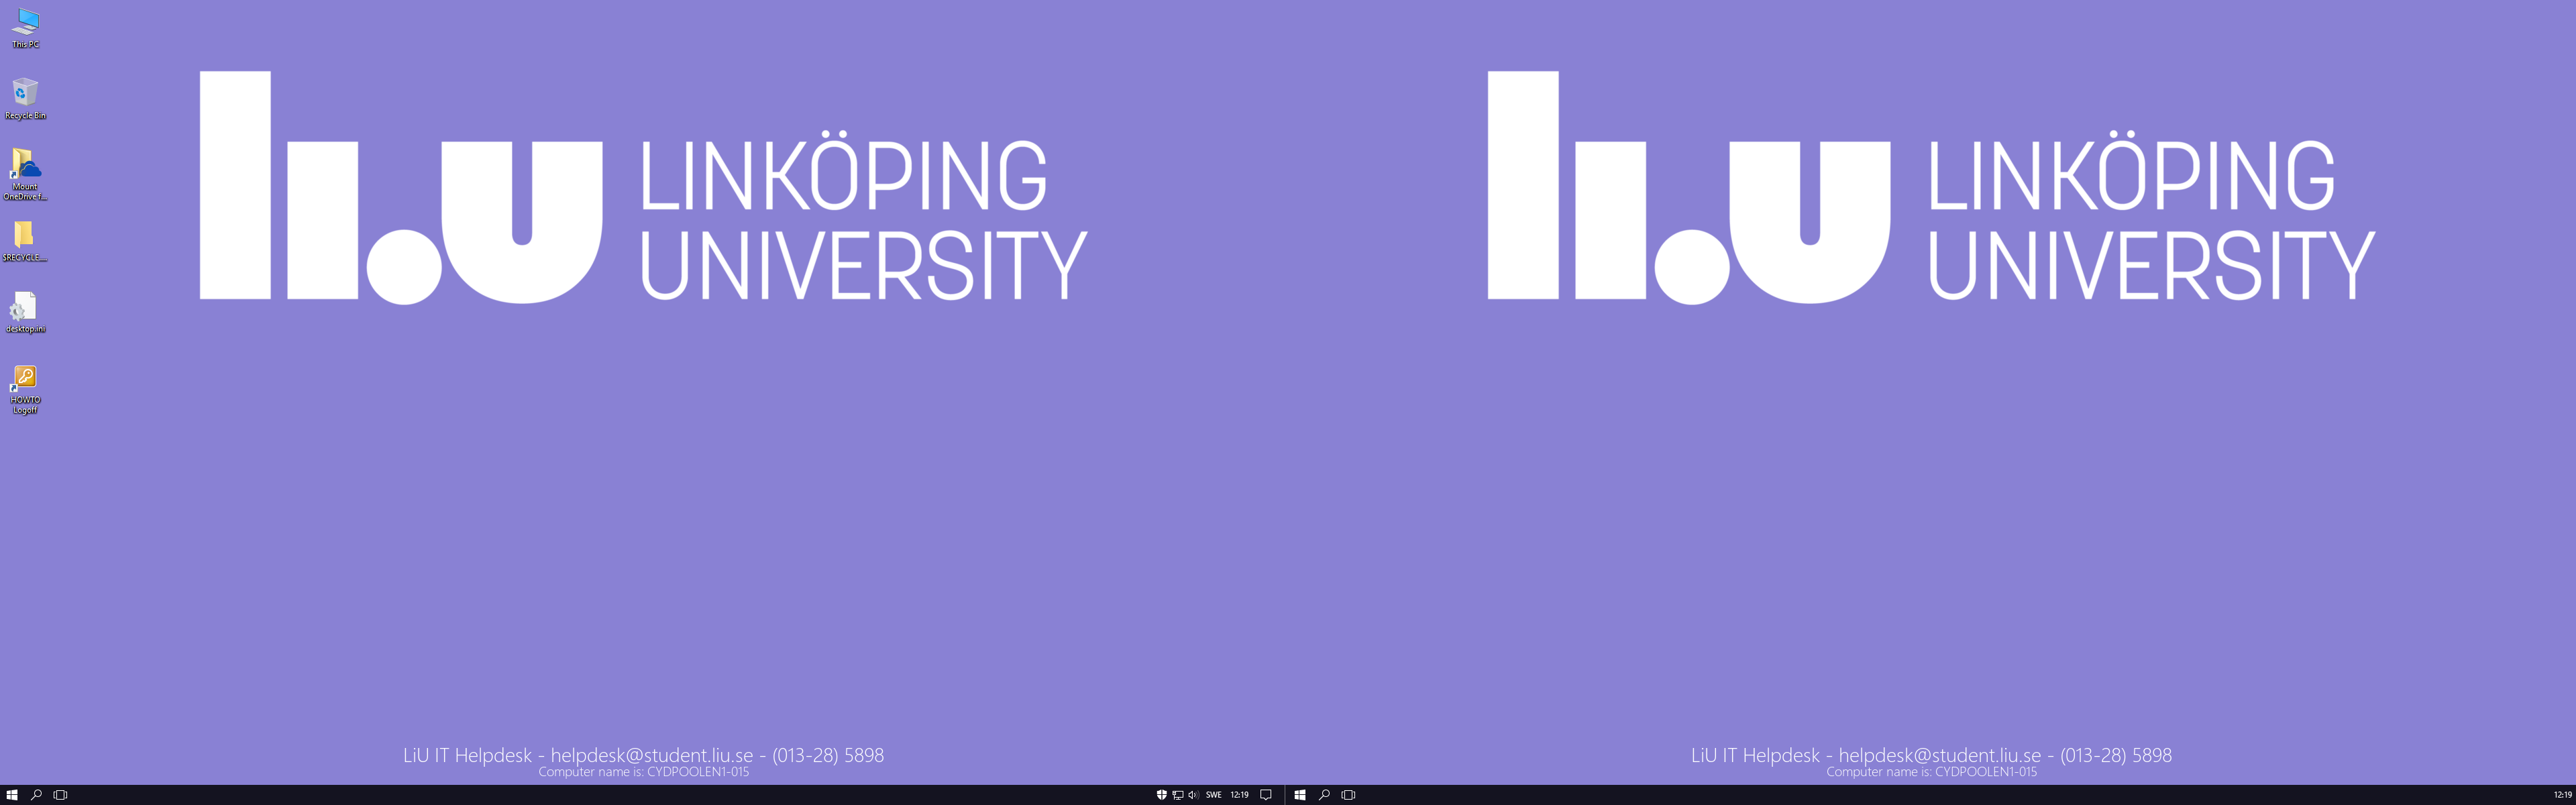 This PC
Recycle Bin
Mount
OneDrive f...
$RECYCLE....
desktop.ini
HOWTO
Logoff
li.u LINKÖPING
UNIVERSITY
LiU IT Helpdesk - helpdesk@student.liu.se - (013-28) 5898
Computer name is: CYDPOOLEN1-015
SWE 12:19
li.u LINKÖPING
UNIVERSITY
LiU IT Helpdesk - helpdesk@student.liu.se - (013-28) 5898
Computer name is: CYDPOOLEN1-015
12:19